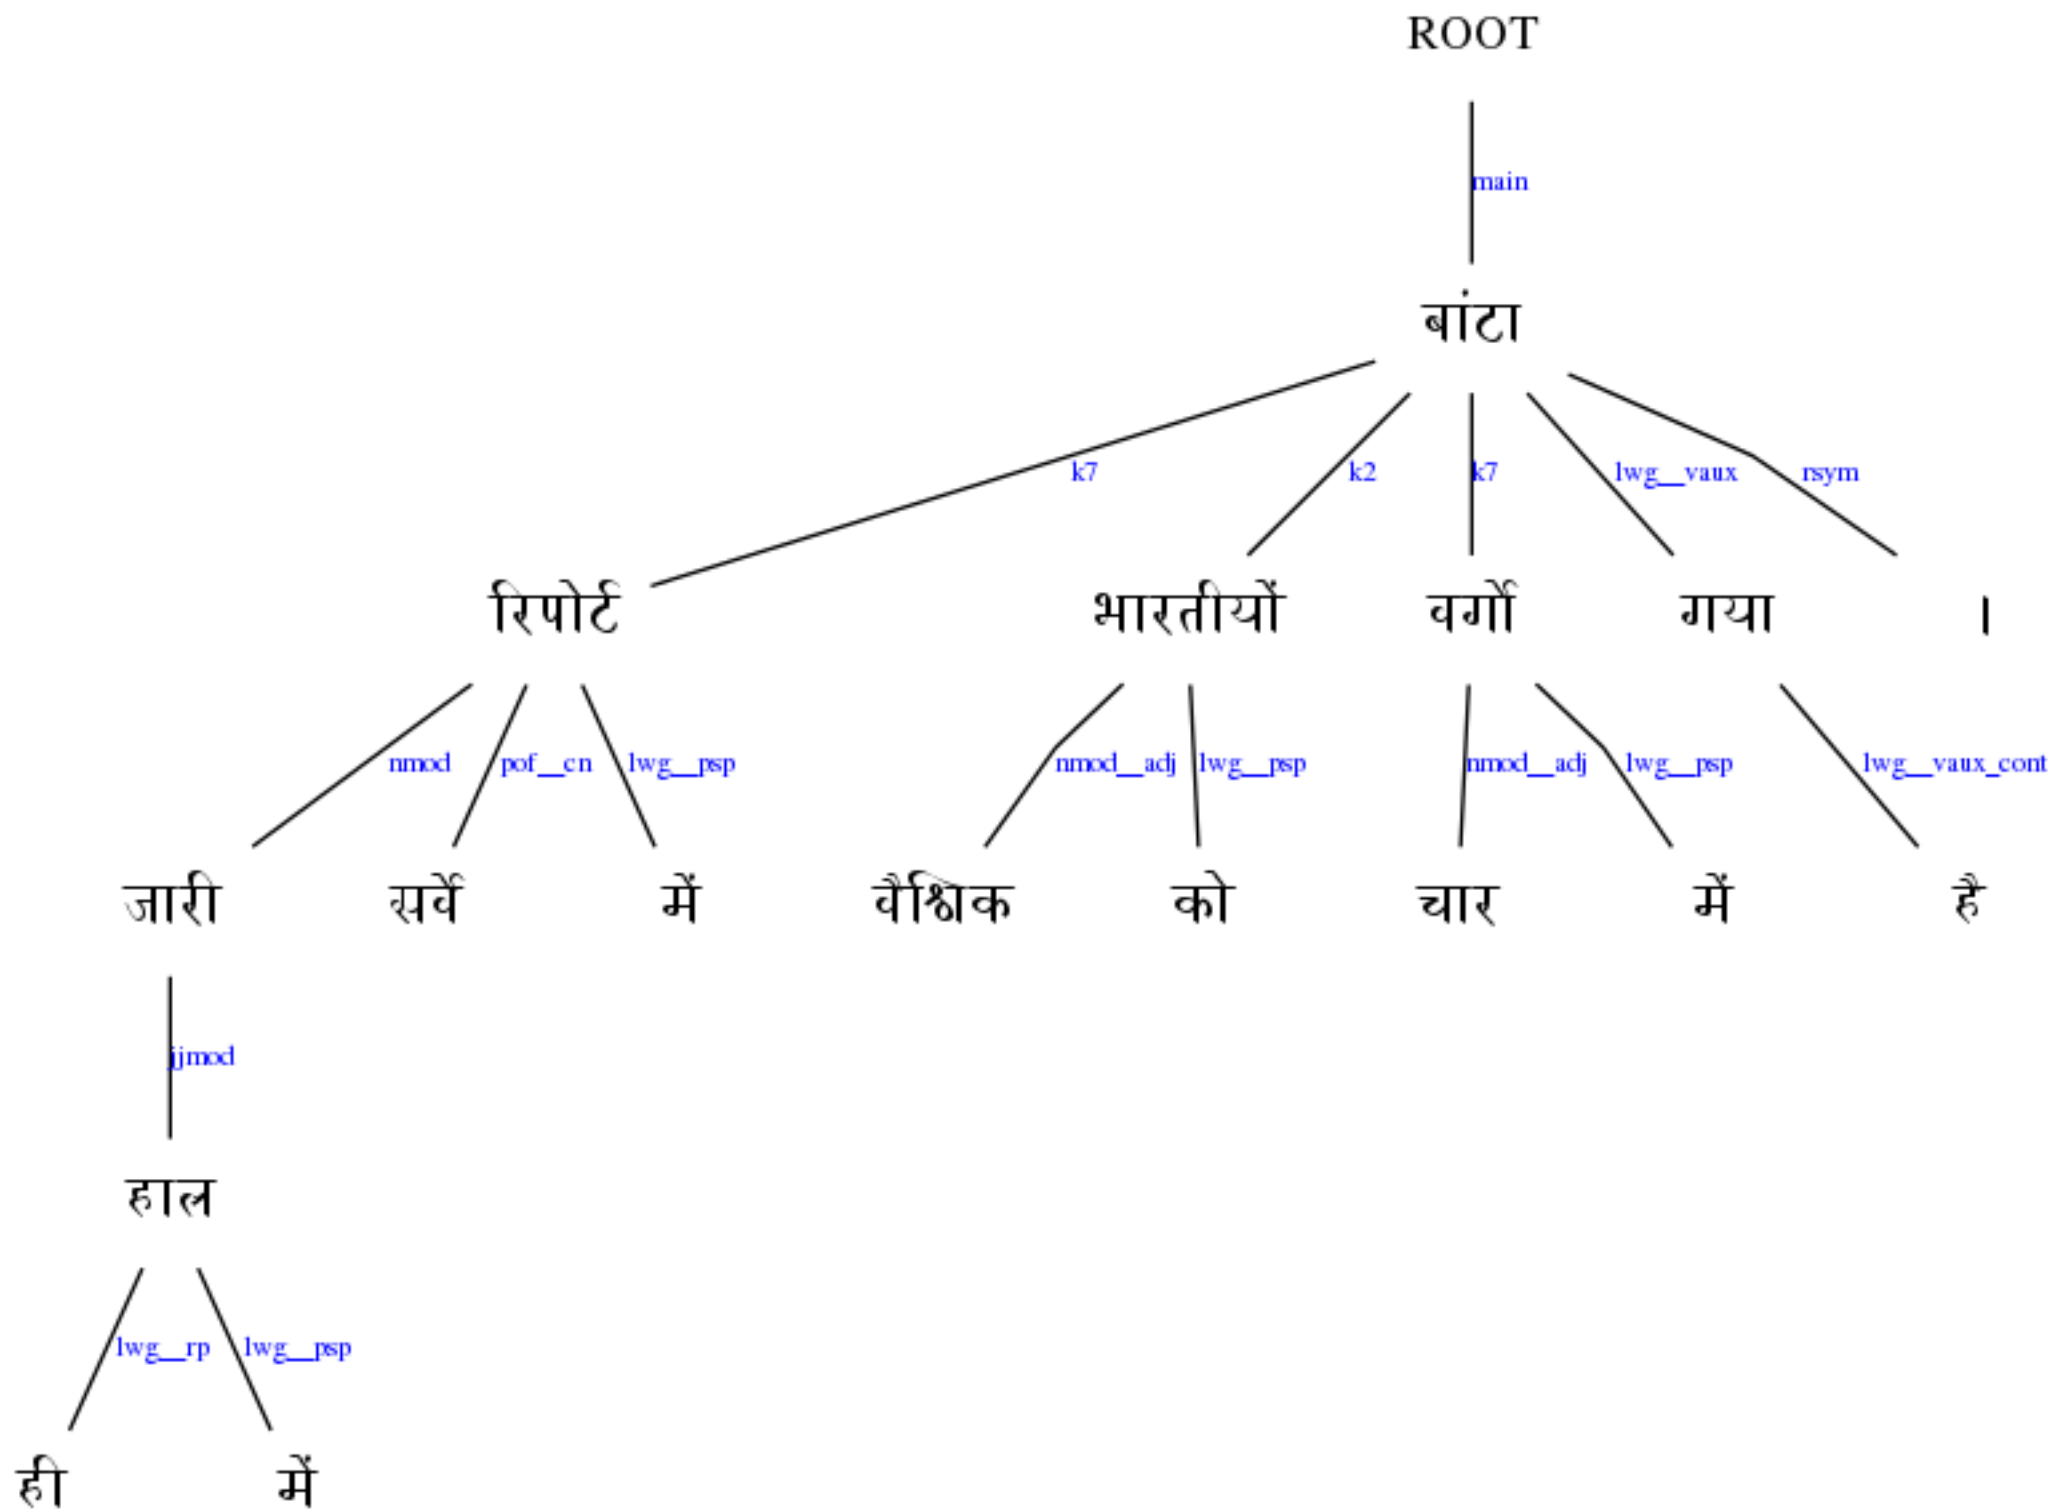 ROOT
main
बांटा
k7 k2 k7 lwg__vaux rsym
रिपोर्ट भारतीयों वर्गों गया ।
nmod pof__cn lwg__psp nmod__adj lwg__psp nmod__adj lwg__psp lwg__vaux_cont
जारी सर्वे में वैश्विक को चार में है
jjmod
हाल
lwg__rp lwg__psp
ही में